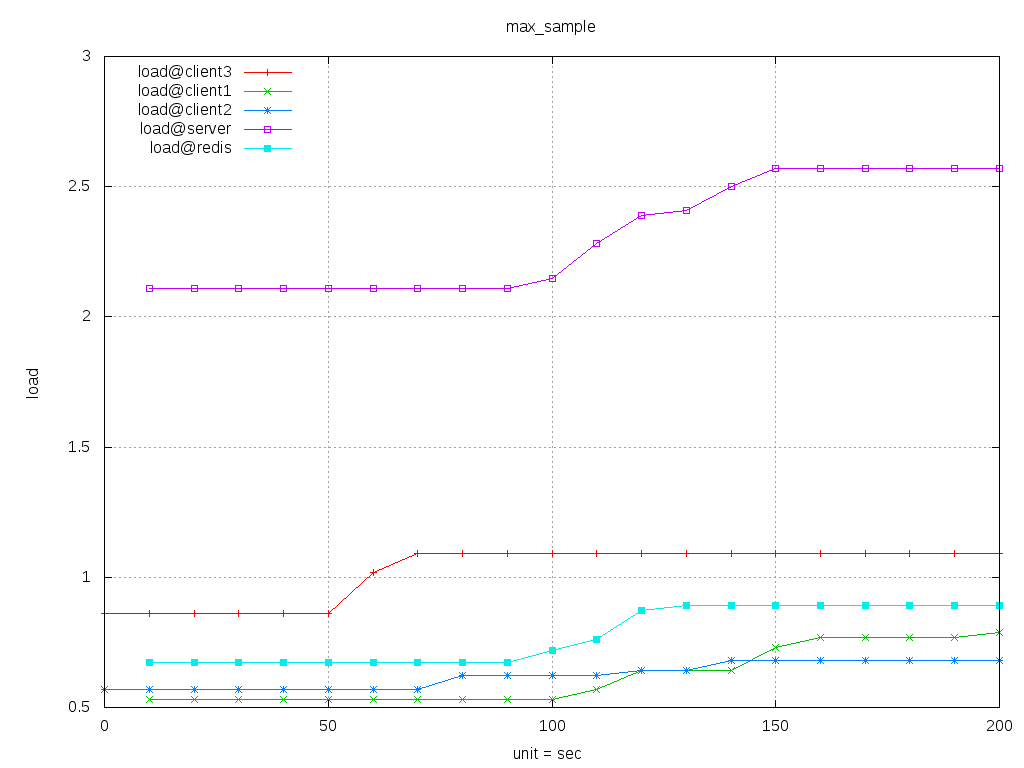 max_sample
load@client3
load@client1
load@client2
load@server
load@redis
3
2.5
2
1.5
1
0.5
load
0 50 100 150 200
unit = sec